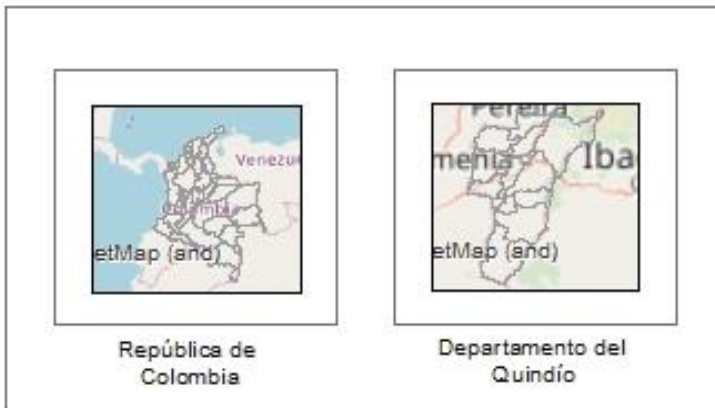 Venezue
Colombia
etMap (and)
República de
Colombia
Pereira
menia
Iba
etMap (and)
Departamento del
Quindío